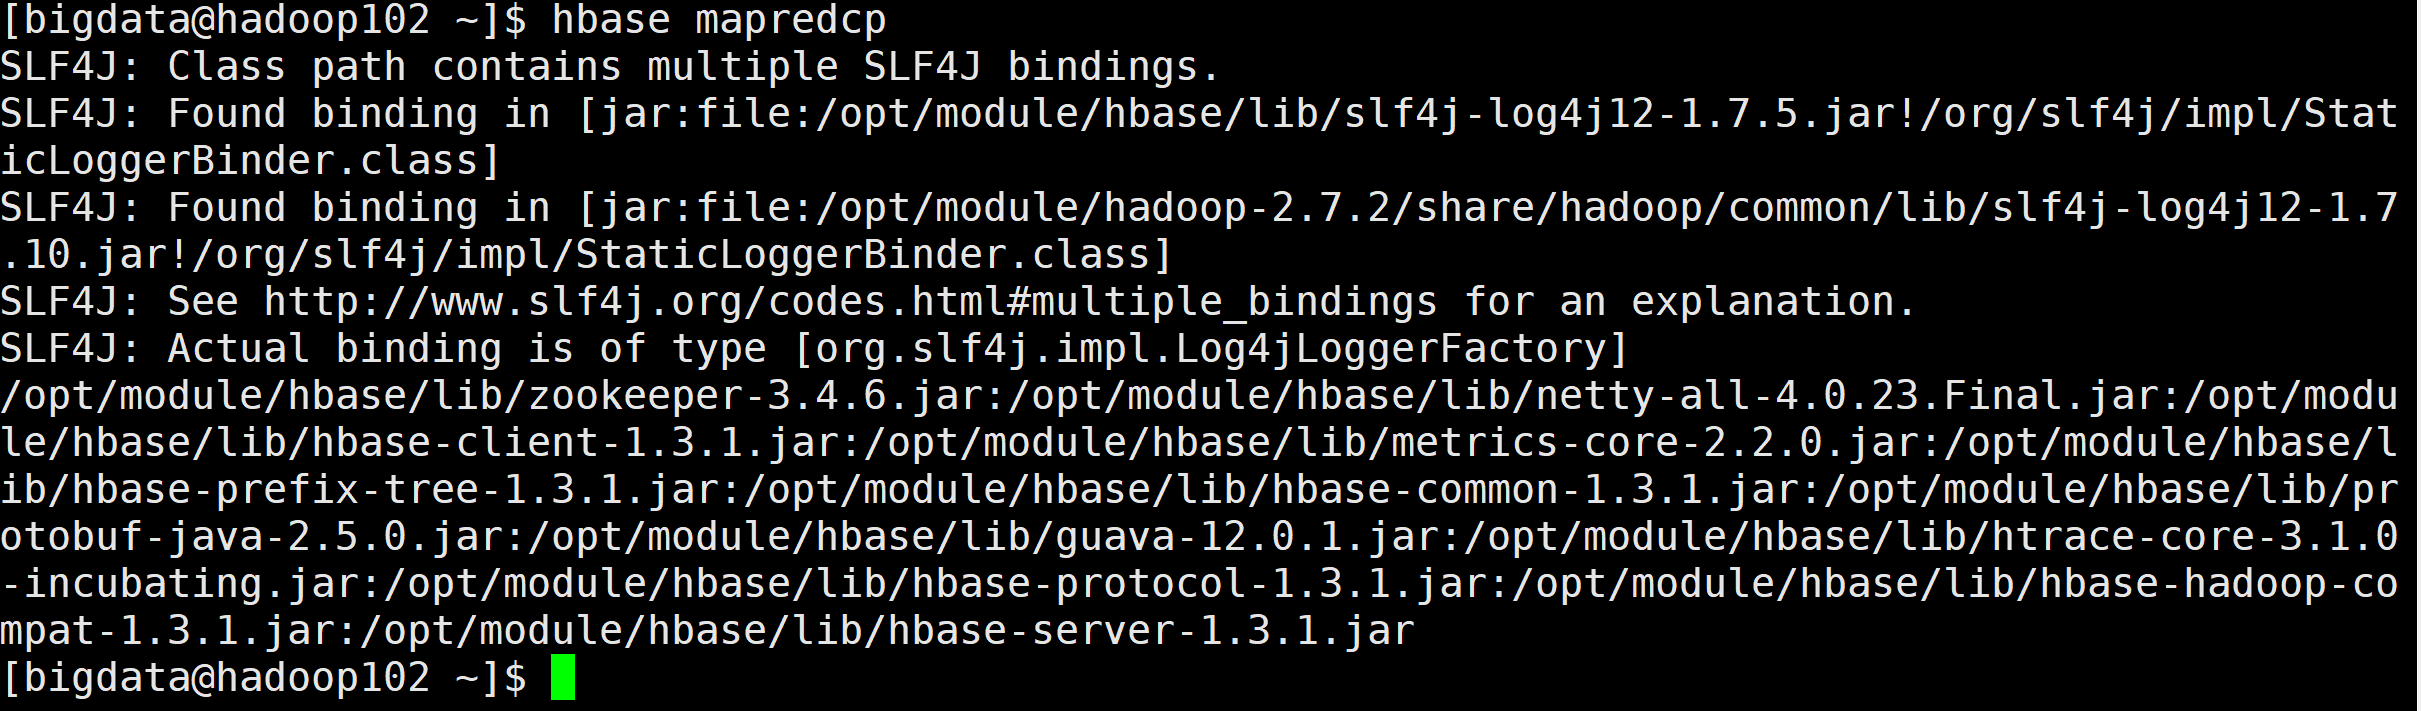 [bigdata@hadoop102 ~]$ hbase mapredcp
SLF4J: Class path contains multiple SLF4J bindings.
SLF4J: Found binding in [jar:file:/opt/module/hbase/lib/slf4j-log4j12-1.7.5.jar!/org/slf4j/impl/Stat
icLoggerBinder.class]
SLF4J: Found binding in [jar:file:/opt/module/hadoop-2.7.2/share/hadoop/common/lib/slf4j-log4j12-1.7
.10.jar!/org/slf4j/impl/StaticLoggerBinder.class]
SLF4J: See http://www.slf4j.org/codes.html#multiple_bindings for an explanation.
SLF4J: Actual binding is of type [org.slf4j.impl.Log4jLoggerFactory]
/opt/module/hbase/lib/zookeeper-3.4.6.jar:/opt/module/hbase/lib/netty-all-4.0.23.Final.jar:/opt/modu
le/hbase/lib/hbase-client-1.3.1.jar:/opt/module/hbase/lib/metrics-core-2.2.0.jar:/opt/module/hbase/l
ib/hbase-prefix-tree-1.3.1.jar:/opt/module/hbase/lib/hbase-common-1.3.1.jar:/opt/module/hbase/lib/pr
otobuf-java-2.5.0.jar:/opt/module/hbase/lib/guava-12.0.1.jar:/opt/module/hbase/lib/htrace-core-3.1.0
-incubating.jar:/opt/module/hbase/lib/hbase-protocol-1.3.1.jar:/opt/module/hbase/lib/hbase-hadoop-co
mpat-1.3.1.jar:/opt/module/hbase/lib/hbase-server-1.3.1.jar
[bigdata@hadoop102 ~]$